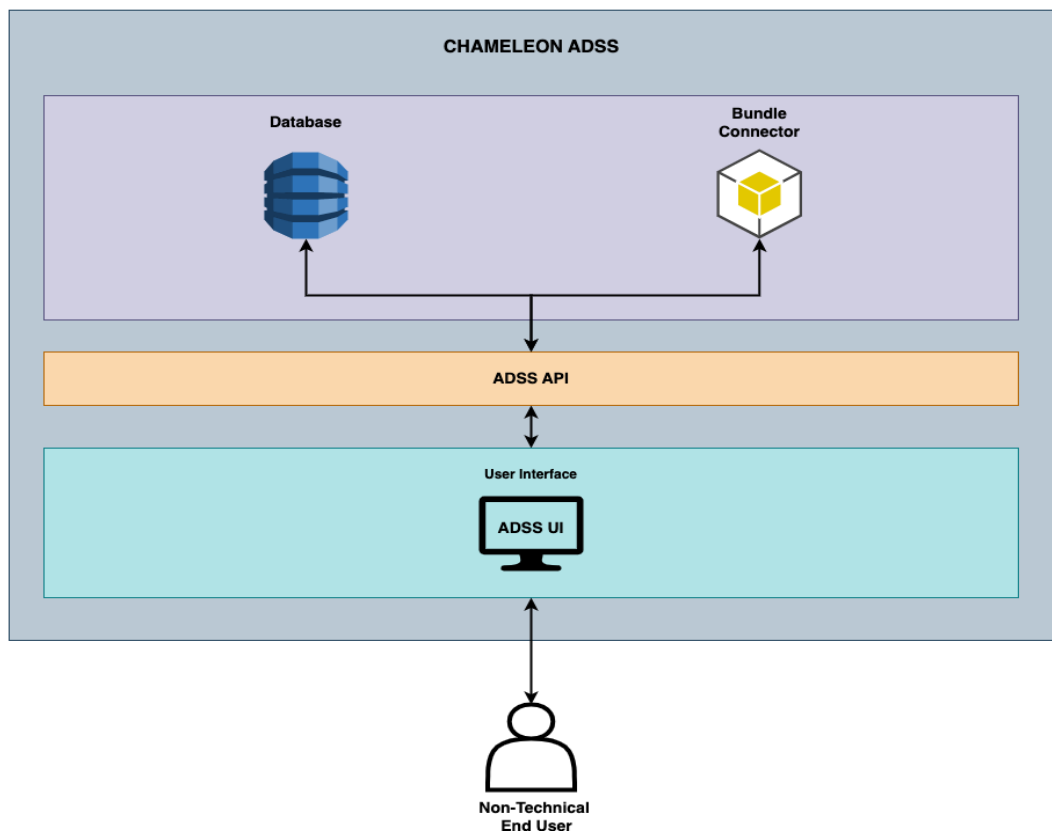 CHAMELEON ADSS
Database
Bundle
Connector
ADSS API
User Interface
ADSS UI
Non-Technical
End User